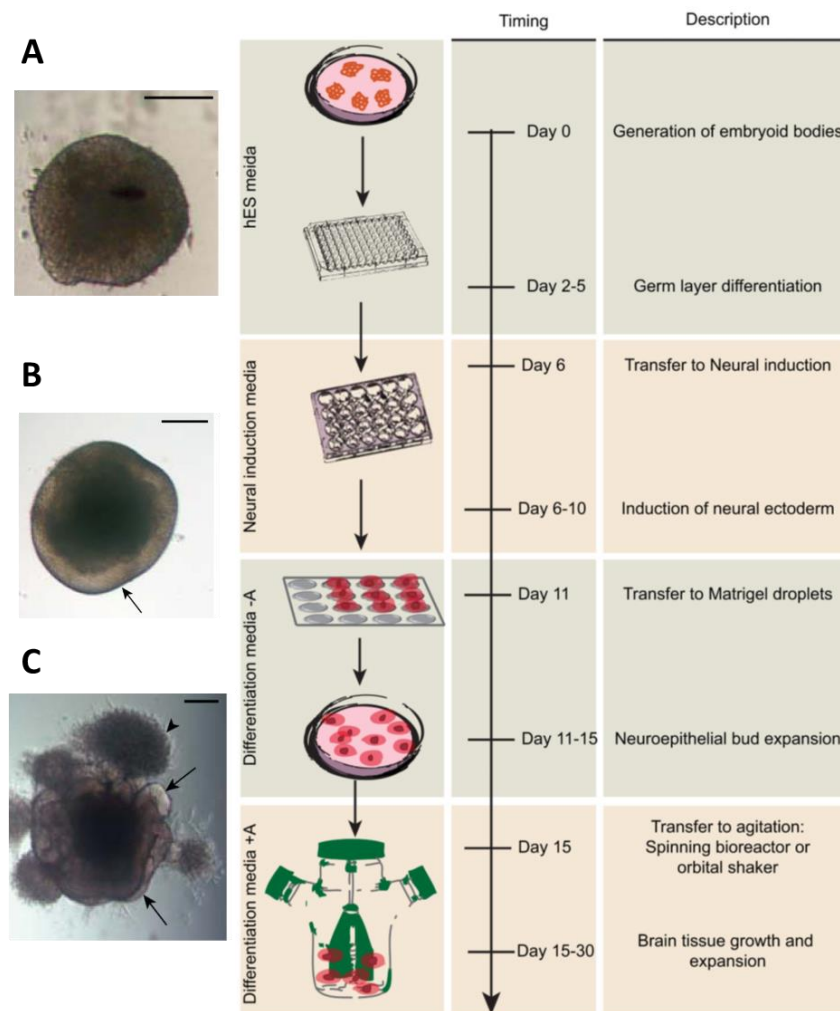 Timing
Description
A
hES meida
Day 0
Generation of embryoid bodies
Day 2-5
Germ layer differentiation
B
Neural induction media
Day 6
Transfer to Neural induction
Day 6-10
Induction of neural ectoderm
C
Differentiation media -A
Day 11
Transfer to Matrigel droplets
Day 11-15
Neuroepithelial bud expansion
Differentiation media +A
Day 15
Transfer to agitation:
Spinning bioreactor or
orbital shaker
Day 15-30
Brain tissue growth and
expansion